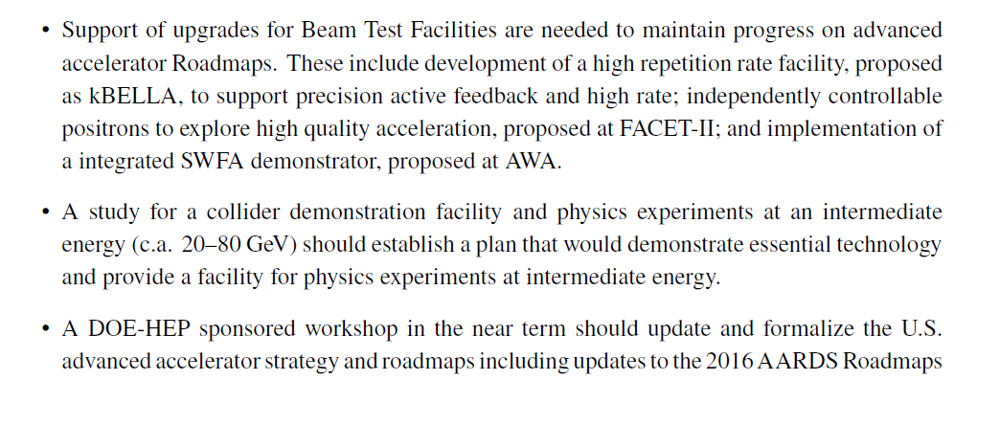 • Support of upgrades for Beam Test Facilities are needed to maintain progress on advanced
accelerator Roadmaps. These include development of a high repetition rate facility, proposed
as kBELLA, to support precision active feedback and high rate; independently controllable
positrons to explore high quality acceleration, proposed at FACET-II; and implementation of
a integrated SWFA demonstrator, proposed at AWA.
• A study for a collider demonstration facility and physics experiments at an intermediate
energy (c.a. 20–80 GeV) should establish a plan that would demonstrate essential technology
and provide a facility for physics experiments at intermediate energy.
• A DOE-HEP sponsored workshop in the near term should update and formalize the U.S.
advanced accelerator strategy and roadmaps including updates to the 2016 AARDS Roadmaps